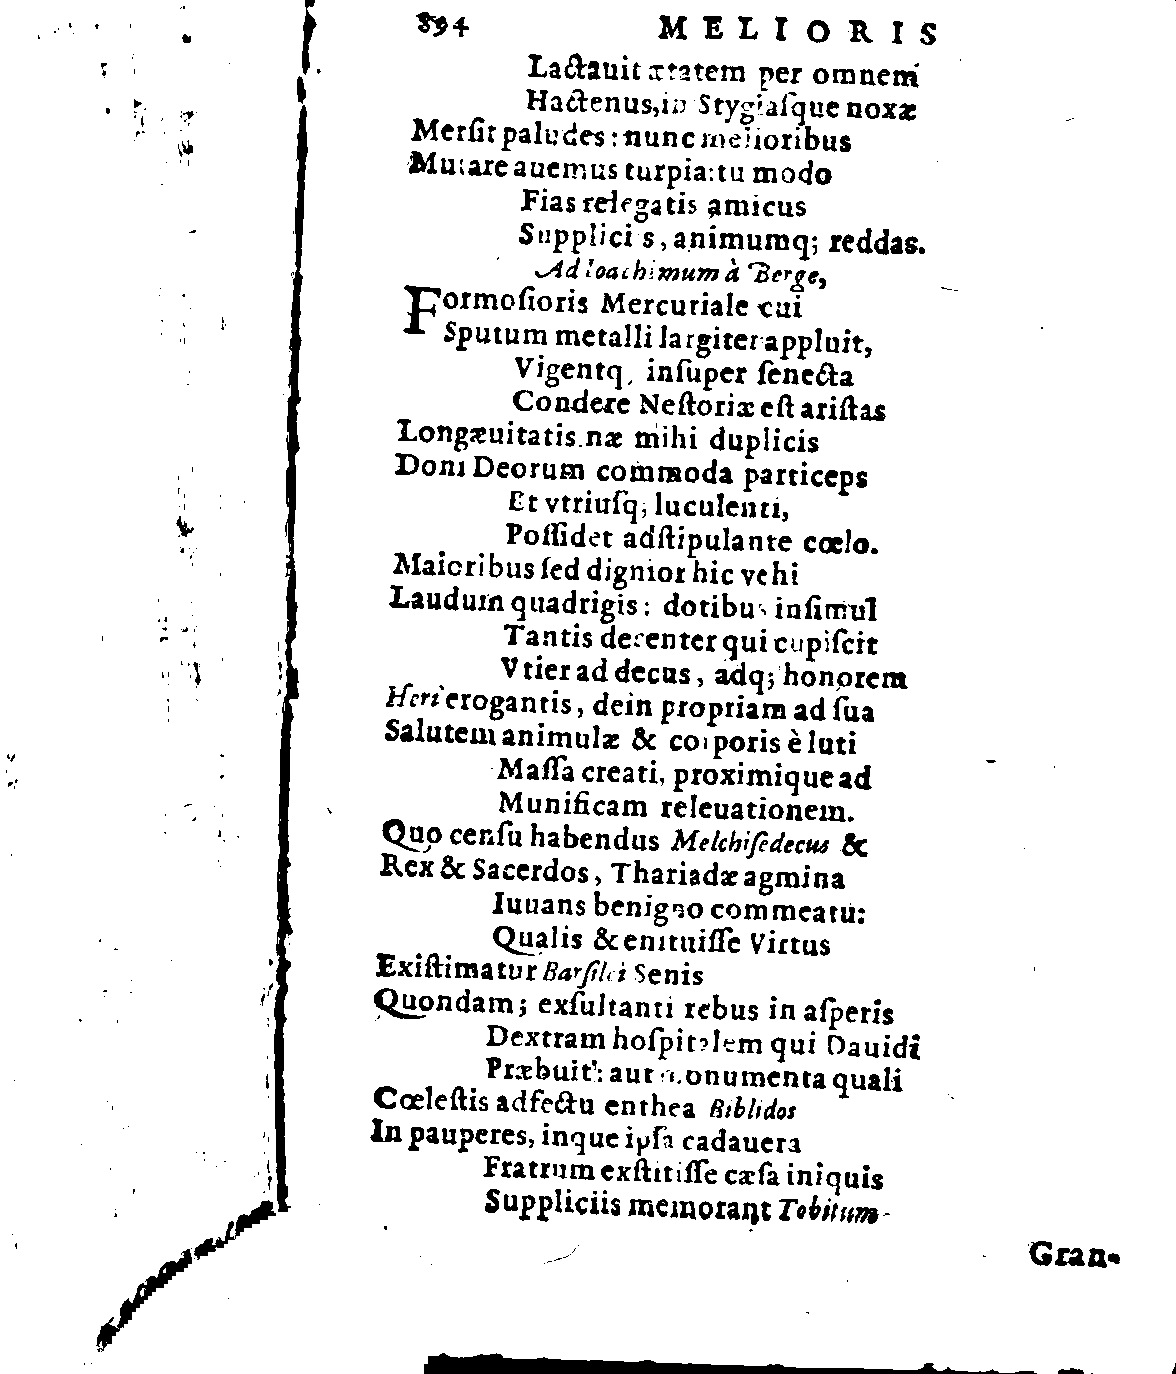 894 MELIORIS
Lactauit ætatem per omnem
Hactenus, in Stygiaſque noxæ
Merſit paludes : nunc melioribus
Mutare auemus turpia: tu modo
Fias relegatis amicus
Suppliciis, animumq; reddas.
Ad Ioachimum à Berge,
Formoſioris Mercuriale cui
Sputum metalli largiter appluit,
Vigentq; inſuper ſenecta
Condere Neſtoriæ eſt ariſtas
Longæuitatis. næ mihi duplicis
Doni Deorum commoda particeps
Et vtriuſq; luculenti,
Poſſidet adſtipulante cœlo.
Maioribus ſed dignior hic vehi
Laudum quadrigis : dotibus inſimul
Tantis decenter qui cupiſcit
Vtier ad decus, adq; honorem
Heri erogantis, dein propriam ad ſua
Salutem animulæ & corporis è luti
Maſſa creati, proximique ad
Munificam releuationem.
Quo cenſu habendus Melchiſedecus &
Rex & Sacerdos, Thariadæ agmina
Iuuans benigno commeatu:
Qualis & enituiſſe Virtus
Exiſtimatur Barſilei Senis
Quondam; exſultanti rebus in aſperis
Dextram hoſpitalem qui Dauidi
Præbuit: aut monumenta quali
Cœleſtis adfectu enthea Biblidos
In pauperes, inque ipſa cadauera
Fratrum exſtitiſſe cæſa iniquis
Suppliciis memorant Tobitum
Gran-